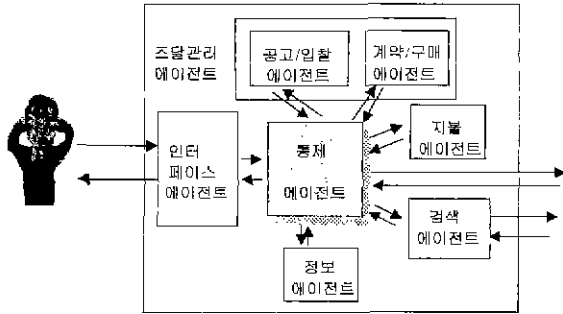 조달관리
에이전트
공고/입찰
에이전트
계약/구매
에이전트
인터
페이스
에이전트
통제
에이전트
지불
에이전트
검색
에이전트
정보
에이전트